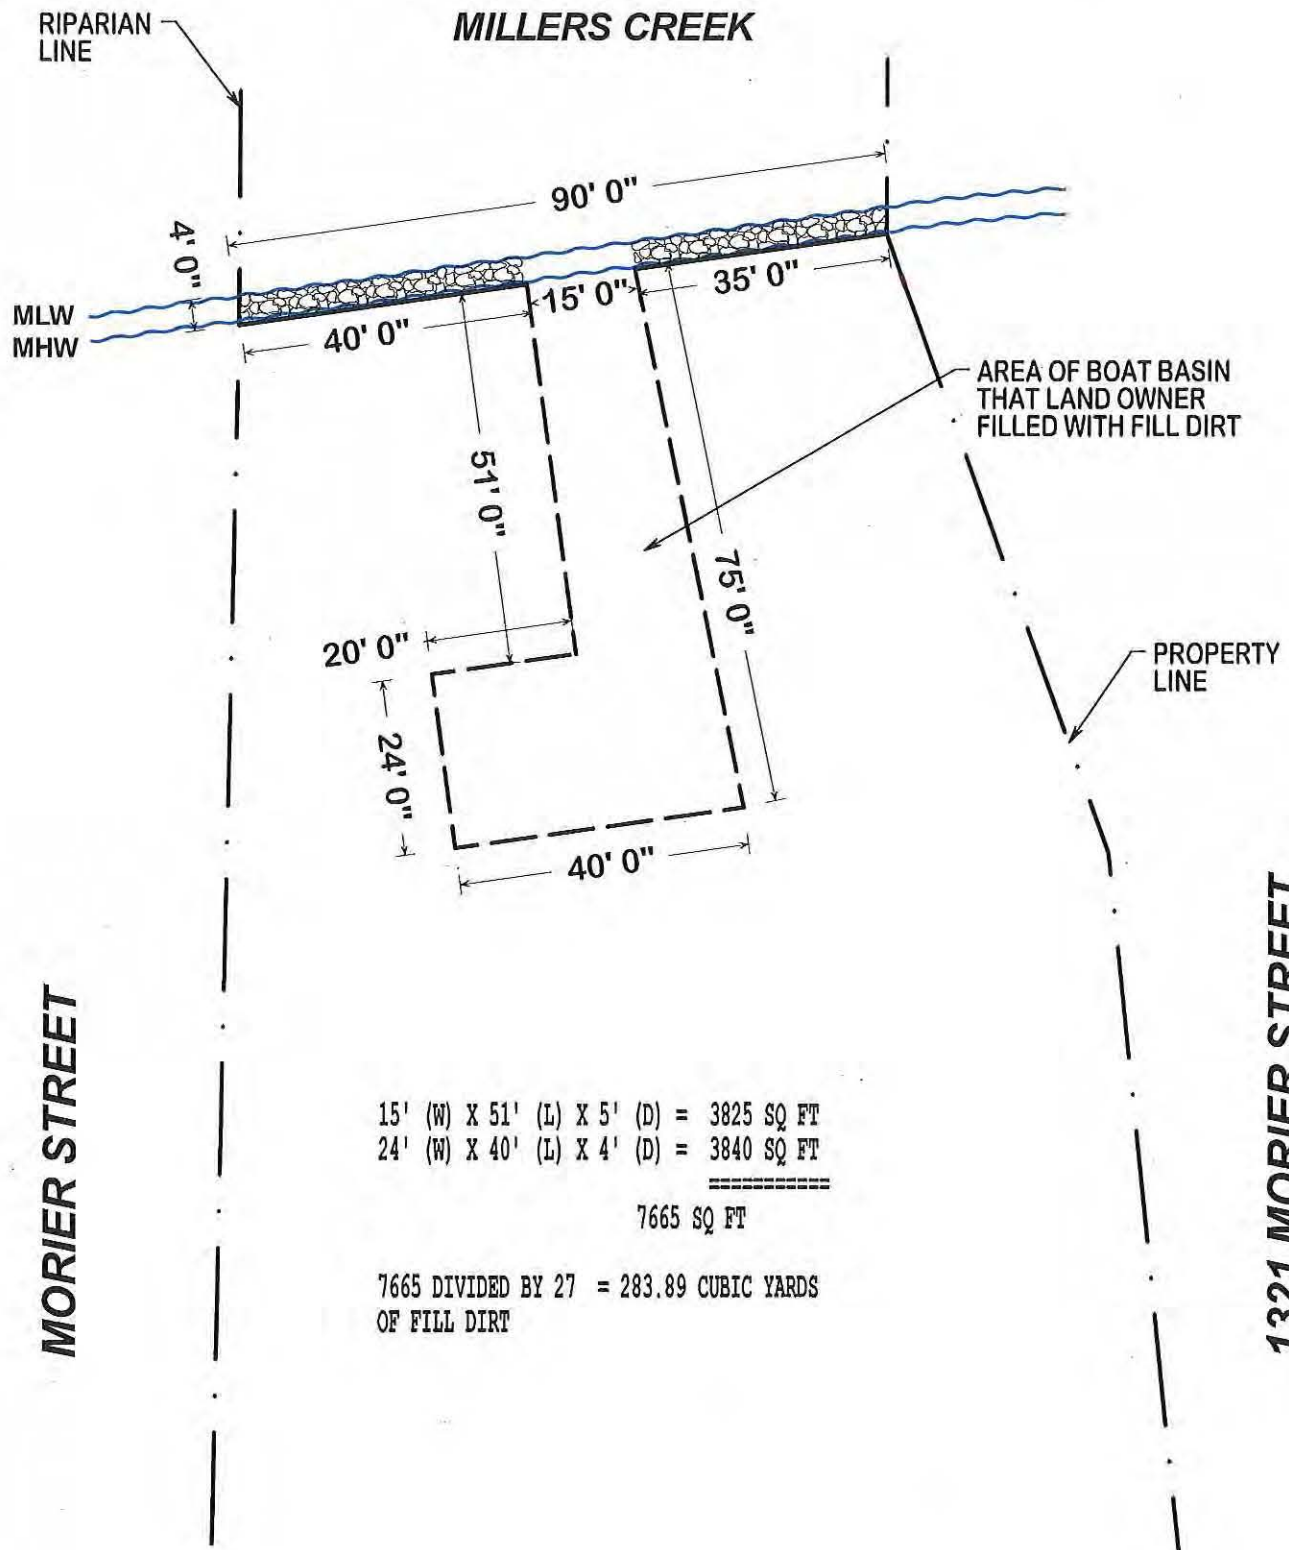 RIPARIAN
LINE
MILLERS CREEK
90' 0"
4' 0"
MLW
MHW
40' 0"
15' 0"
35' 0"
AREA OF BOAT BASIN
THAT LAND OWNER
FILLED WITH FILL DIRT
51' 0"
75' 0"
20' 0"
PROPERTY
LINE
24' 0"
40' 0"
MORIER STREET
1321 MORIER STREET
15' (W) X 51' (L) X 5' (D) = 3825 SQ FT
24' (W) X 40' (L) X 4' (D) = 3840 SQ FT
===========
7665 SQ FT
7665 DIVIDED BY 27 = 283.89 CUBIC YARDS
OF FILL DIRT